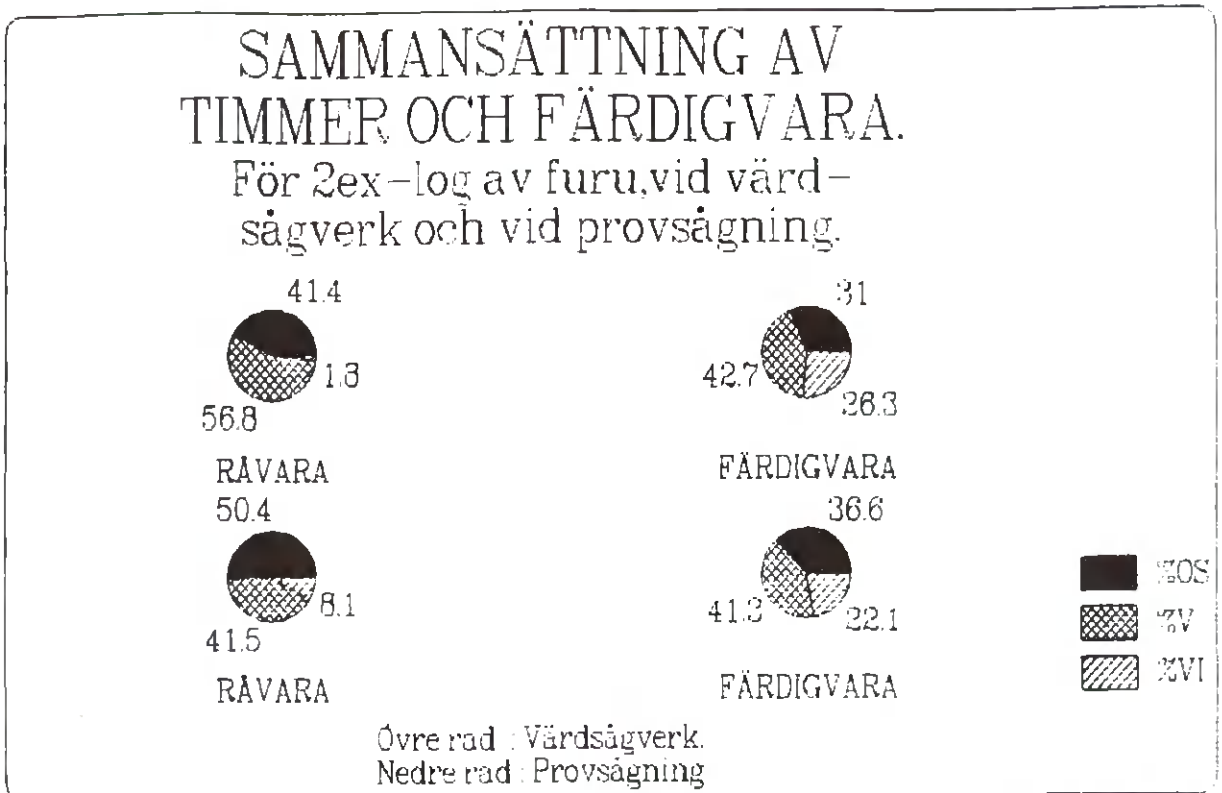 SAMMANSÄTTNING AV
TIMMER OCH FÄRDIGVARA.
För 2ex-log av furu, vid värd-
sågverk och vid provsågning.
41.4
1.8
56.8
RÅVARA
31
42.7
26.3
FÄRDIGVARA
50.4
8.1
41.5
RÅVARA
36.6
41.3
22.1
FÄRDIGVARA
%OS
%V
%VI
Övre rad : Värdsågverk.
Nedre rad : Provsågning